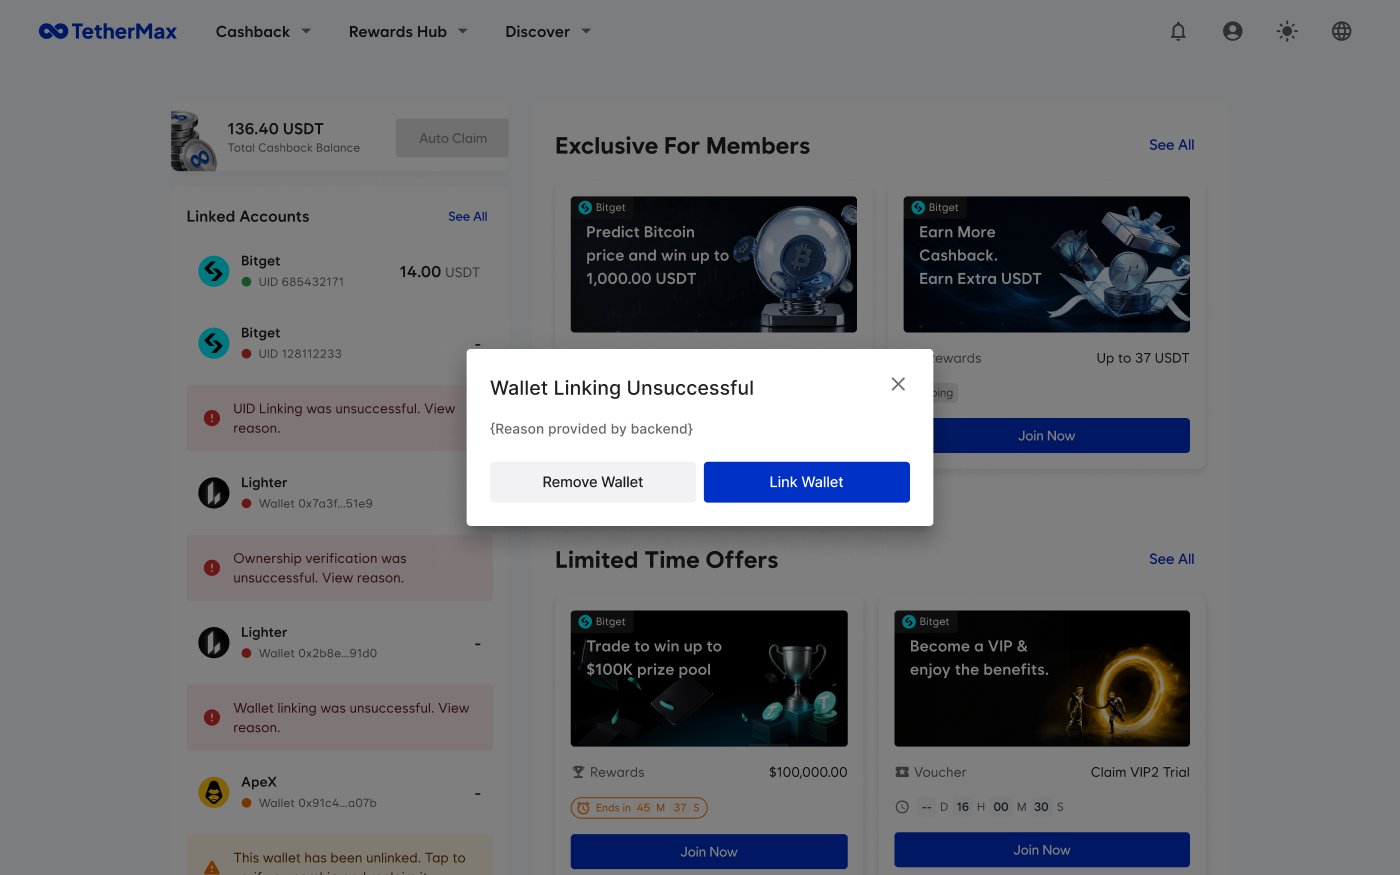 TetherMax
Cashback
Rewards Hub
Discover
136.40 USDT
Total Cashback Balance
Auto Claim
Linked Accounts
See All
Bitget
UID 685432171
14.00 USDT
Bitget
UID 128112233
-
UID Linking was unsuccessful. View
reason.
Lighter
Wallet 0x7a3f...51e9
Ownership verification was
unsuccessful. View reason.
Lighter
Wallet 0x2b8e...91d0
-
Wallet linking was unsuccessful. View
reason.
ApeX
Wallet 0x91c4...a07b
-
This wallet has been unlinked. Tap to
Exclusive For Members
See All
Bitget
Predict Bitcoin
price and win up to
1,000.00 USDT
Bitget
Earn More
Cashback.
Earn Extra USDT
Up to 37 USDT
Join Now
Wallet Linking Unsuccessful
{Reason provided by backend}
Remove Wallet
Link Wallet
Limited Time Offers
See All
Bitget
Trade to win up to
$100K prize pool
Rewards
$100,000.00
Ends in 45 M 37 S
Join Now
Bitget
Become a VIP &
enjoy the benefits.
Voucher
Claim VIP2 Trial
-- D 16 H 00 M 30 S
Join Now